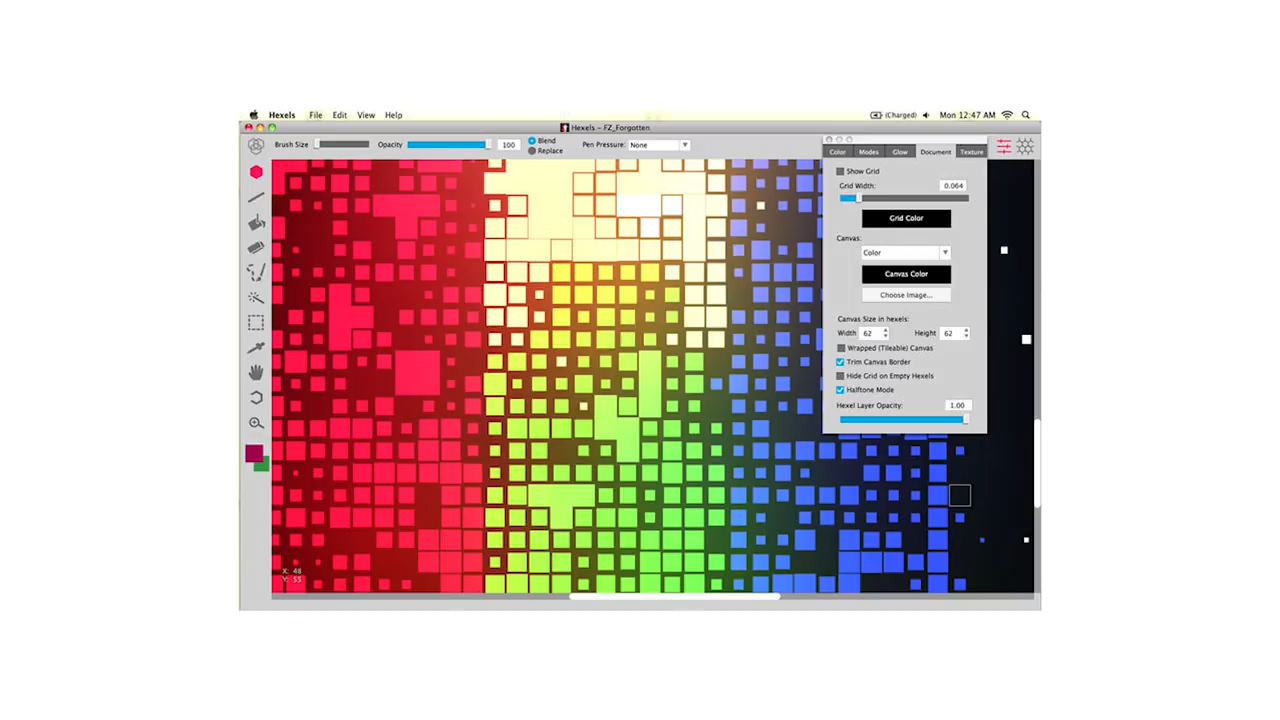 Hexels File Edit View Help (Charged) Mon 12:47 AM
Hexels – FZ_Forgotten
Brush Size Opacity 100 Blend Pen Pressure: None
Replace
Color Modes Glow Document Texture
Show Grid
Grid Width: 0.064
Grid Color
Canvas:
Color
Canvas Color
Choose Image...
Canvas Size in hexels:
Width 62 Height 62
Wrapped (Tileable) Canvas
Trim Canvas Border
Hide Grid on Empty Hexels
Halftone Mode
Hexel Layer Opacity: 1.00
X: 48
Y: 55